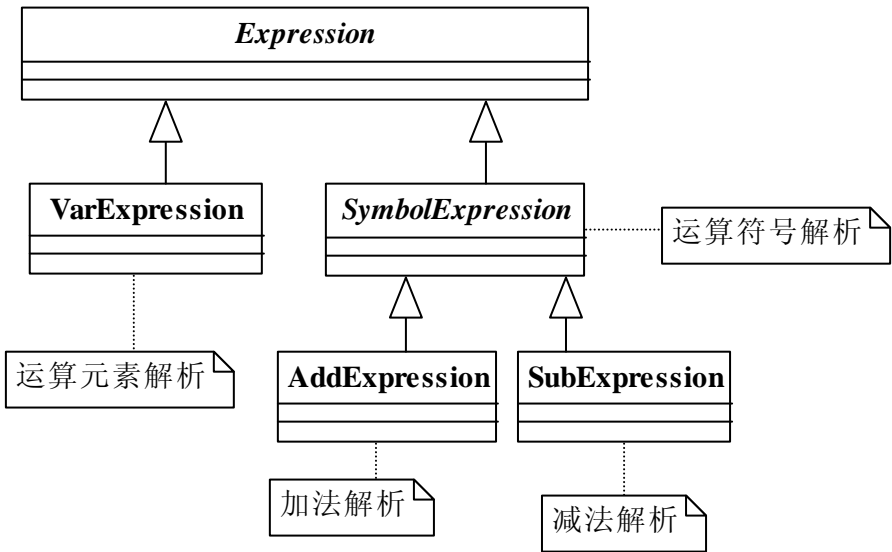 Expression
VarExpression
SymbolExpression
运算符号解析
运算元素解析
AddExpression
SubExpression
加法解析
减法解析